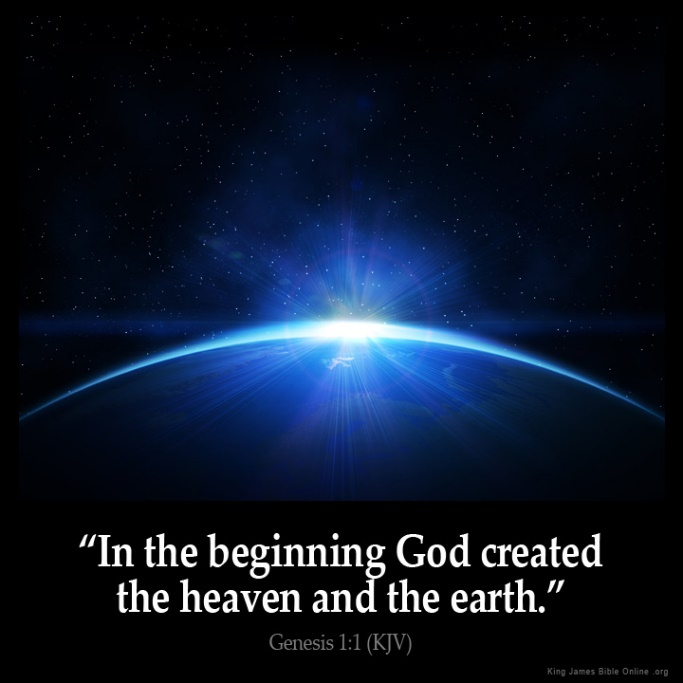 “In the beginning God created
the heaven and the earth.”
Genesis 1:1 (KJV)
King James Bible Online .org